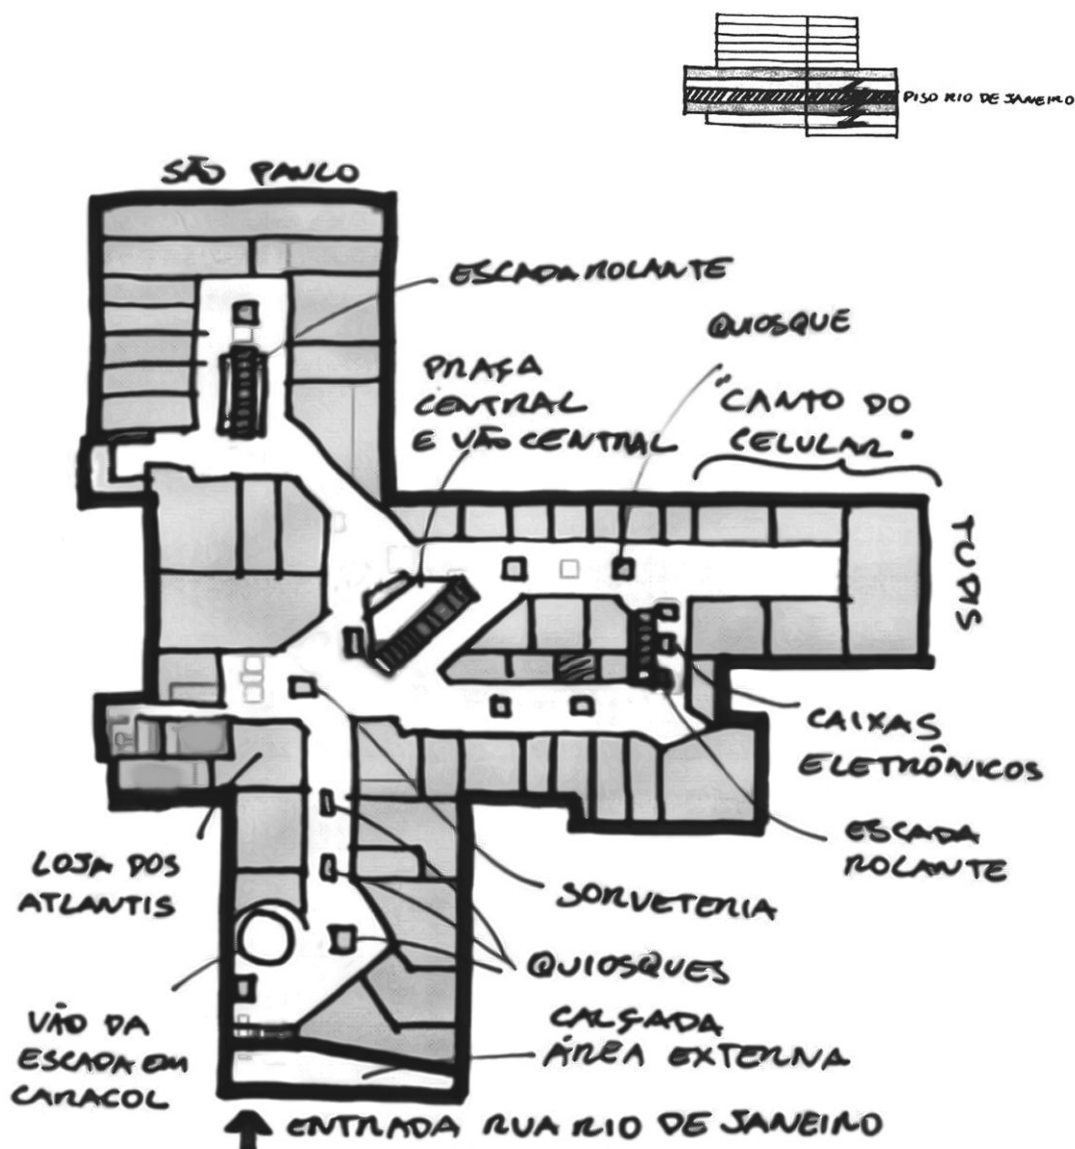 PISO RIO DE JANEIRO
SÃO PAULO
ESCADA ROLANTE
QUIOSQUE
PRAÇA
CENTRAL
E VÃO CENTRAL
"CANTO DO
CELULAR"
TUPIS
CAIXAS
ELETRÔNICOS
ESCADA
ROLANTE
LOJA DOS
ATLANTIS
SORVETERIA
QUIOSQUES
VÃO DA
ESCADA EM
CARACOL
CALÇADA
ÁREA EXTERNA
ENTRADA RUA RIO DE JANEIRO